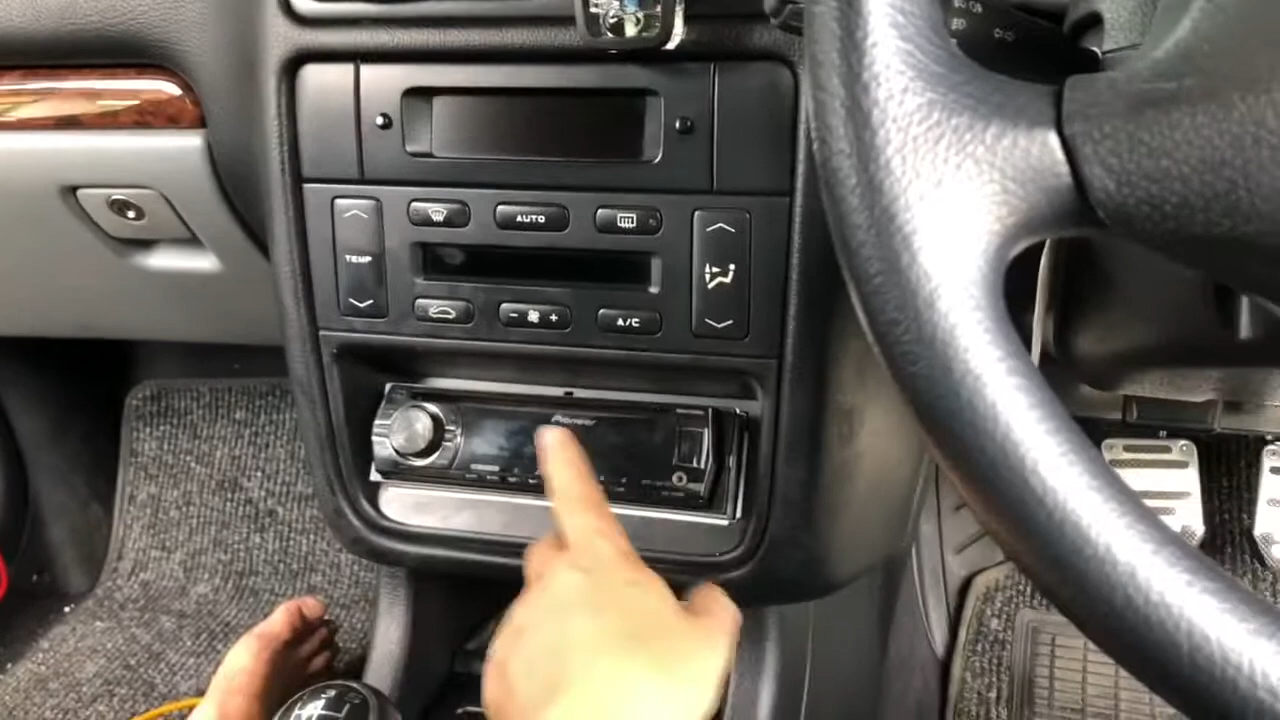 AUTO
TEMP
− +
A/C
Pioneer